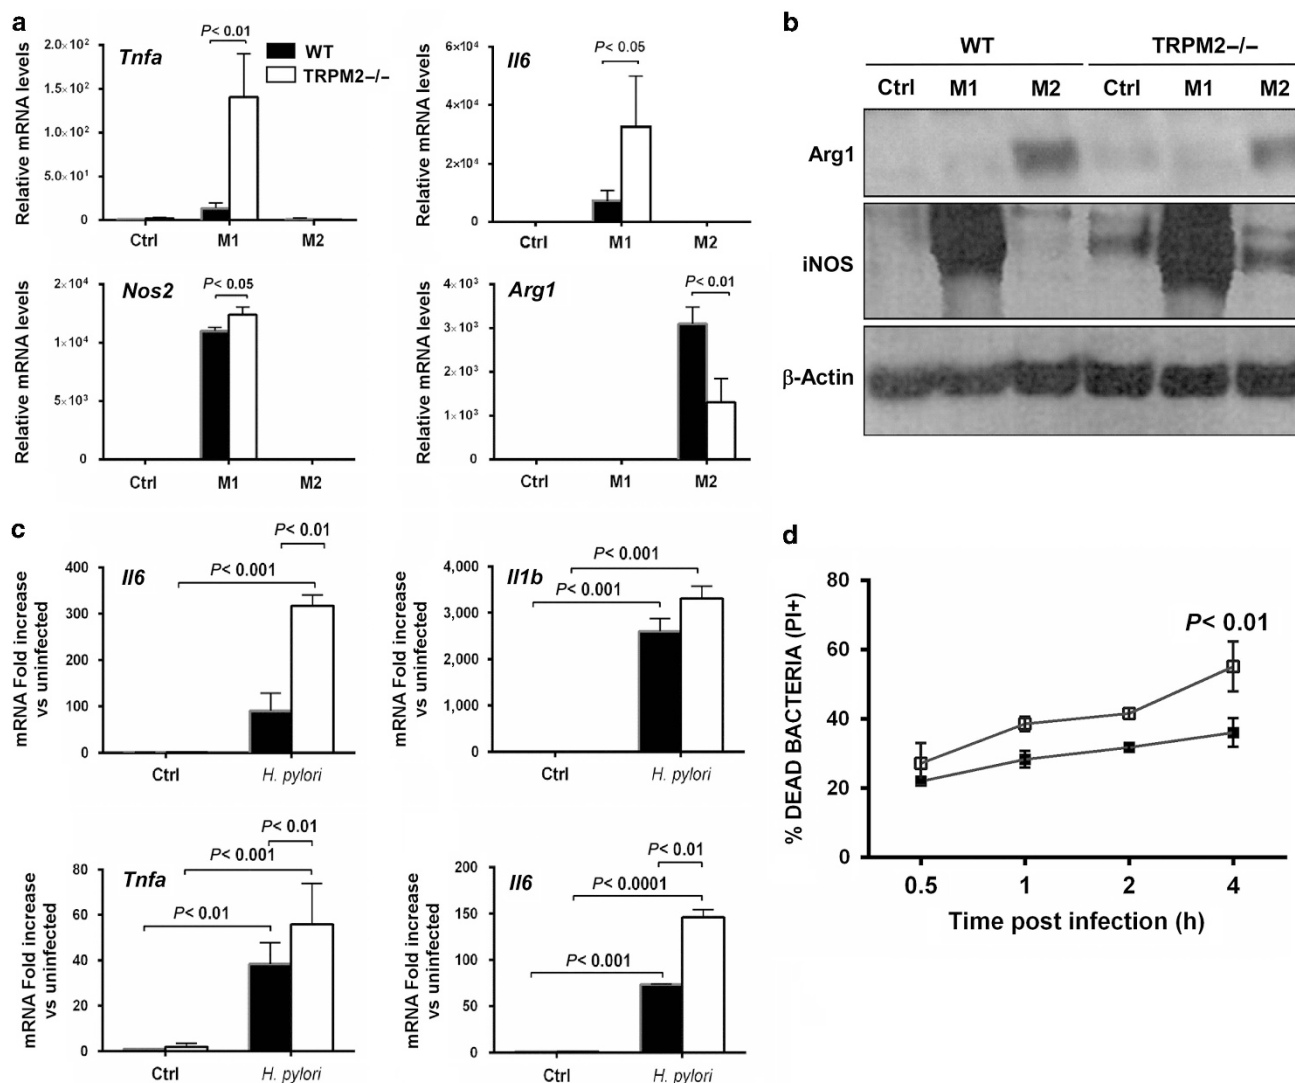 a
Tnfa
P< 0.01
WT
TRPM2–/–
Relative mRNA levels
2.0×10²
1.5×10²
1.0×10²
5.0×10¹
0
Ctrl M1 M2
Il6
P< 0.05
Relative mRNA levels
6×10⁴
4×10⁴
2×10⁴
0
Ctrl M1 M2
Nos2
P< 0.05
Relative mRNA levels
2×10⁴
1×10⁴
5×10³
0
Ctrl M1 M2
Arg1
P< 0.01
Relative mRNA levels
4×10³
3×10³
2×10³
1×10³
0
Ctrl M1 M2
b
WT TRPM2–/–
Ctrl M1 M2 Ctrl M1 M2
Arg1
iNOS
β-Actin
c
Il6
P< 0.01
P< 0.001
mRNA Fold increase
vs uninfected
400
300
200
100
0
Ctrl H. pylori
Il1b
P< 0.001
P< 0.001
mRNA Fold increase
vs uninfected
4,000
3,000
2,000
1,000
0
Ctrl H. pylori
Tnfa
P< 0.01
P< 0.001
P< 0.01
mRNA Fold increase
vs uninfected
80
60
40
20
0
Ctrl H. pylori
Il6
P< 0.01
P< 0.0001
P< 0.001
mRNA Fold increase
vs uninfected
200
150
100
50
0
Ctrl H. pylori
d
P< 0.01
% DEAD BACTERIA (PI+)
80
60
40
20
0
0.5 1 2 4
Time post infection (h)